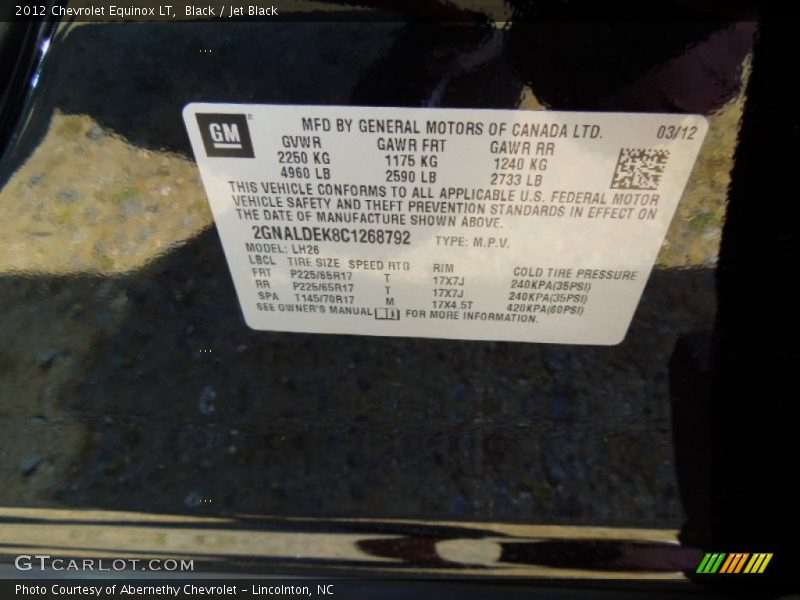 2012 Chevrolet Equinox LT,  Black / Jet Black
GM
MFD BY GENERAL MOTORS OF CANADA LTD. 03/12
GVWR GAWR FRT GAWR RR
2250 KG 1175 KG 1240 KG
4960 LB 2590 LB 2733 LB
THIS VEHICLE CONFORMS TO ALL APPLICABLE U.S. FEDERAL MOTOR
VEHICLE SAFETY AND THEFT PREVENTION STANDARDS IN EFFECT ON
THE DATE OF MANUFACTURE SHOWN ABOVE.
2GNALDEK8C1268792 TYPE: M.P.V.
MODEL: LH26
LBCL TIRE SIZE SPEED RTG RIM COLD TIRE PRESSURE
FRT P225/65R17 T 17X7J 240KPA(35PSI)
RR P225/65R17 T 17X7J 240KPA(35PSI)
SPA T145/70R17 M 17X4.5T 420KPA(60PSI)
SEE OWNER'S MANUAL FOR MORE INFORMATION.
GTCARLOT.COM
Photo Courtesy of Abernethy Chevrolet - Lincolnton, NC